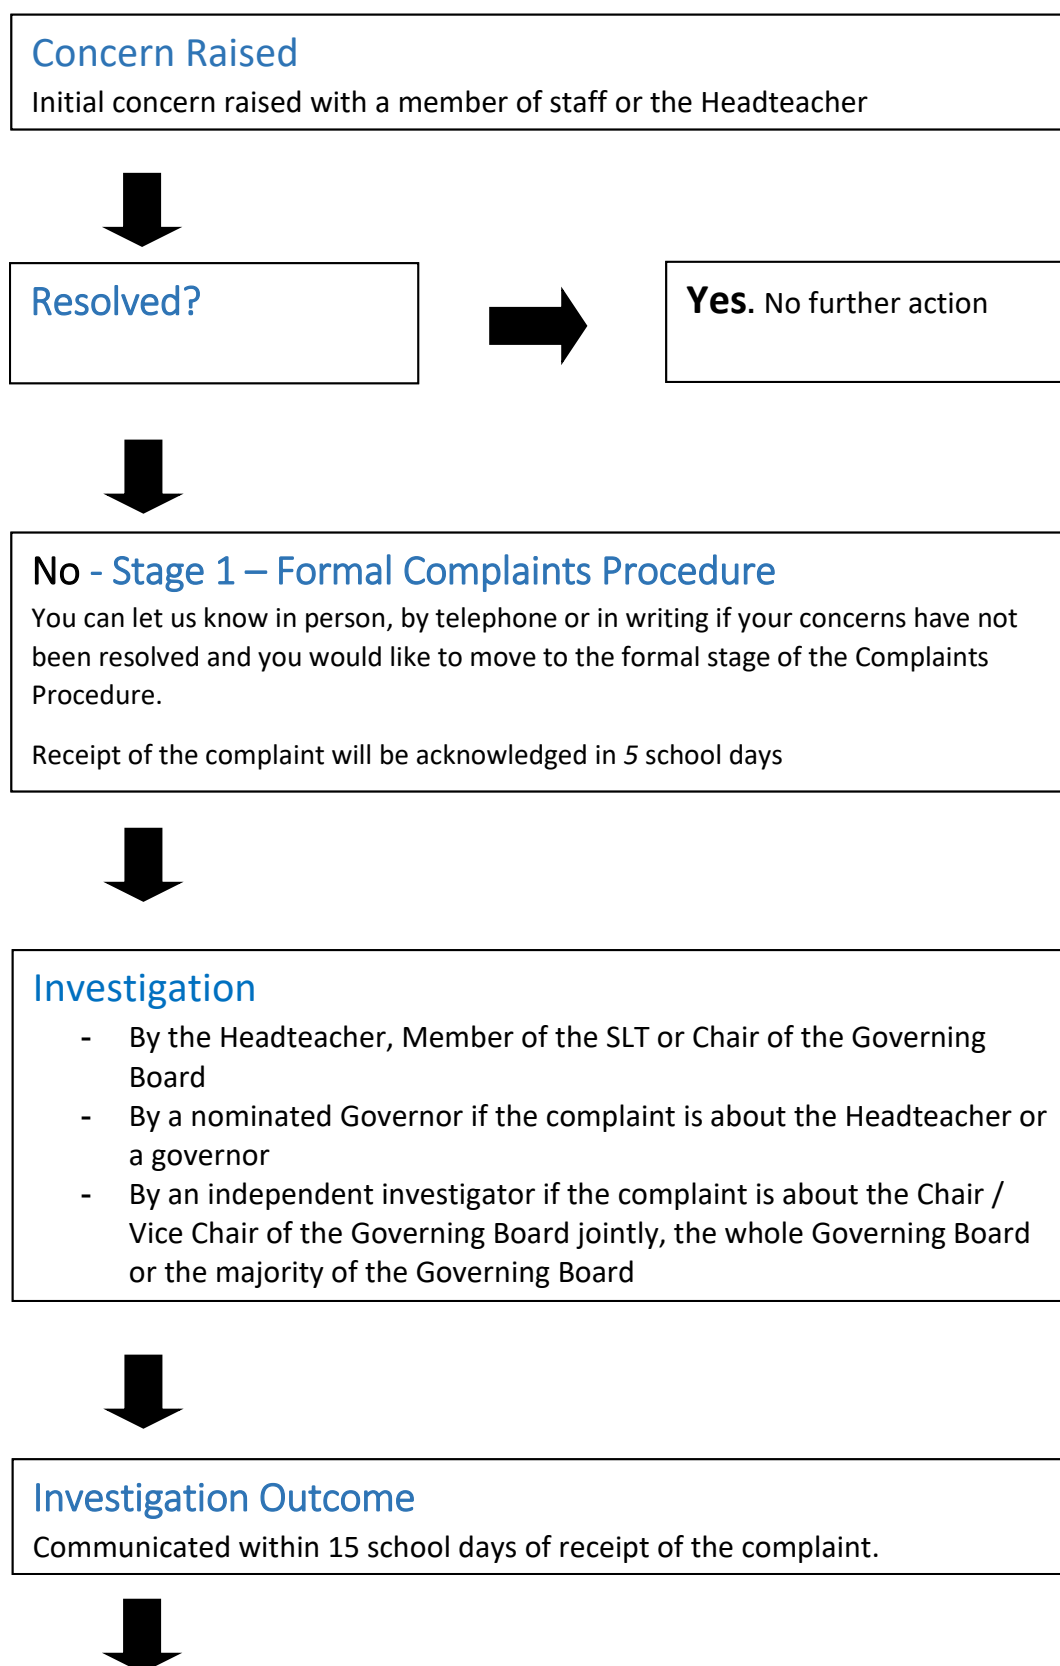 Concern Raised
Initial concern raised with a member of staff or the Headteacher
Resolved?
Yes. No further action
No - Stage 1 – Formal Complaints Procedure
You can let us know in person, by telephone or in writing if your concerns have not
been resolved and you would like to move to the formal stage of the Complaints
Procedure.
Receipt of the complaint will be acknowledged in 5 school days
Investigation
- By the Headteacher, Member of the SLT or Chair of the Governing
Board
- By a nominated Governor if the complaint is about the Headteacher or
a governor
- By an independent investigator if the complaint is about the Chair /
Vice Chair of the Governing Board jointly, the whole Governing Board
or the majority of the Governing Board
Investigation Outcome
Communicated within 15 school days of receipt of the complaint.